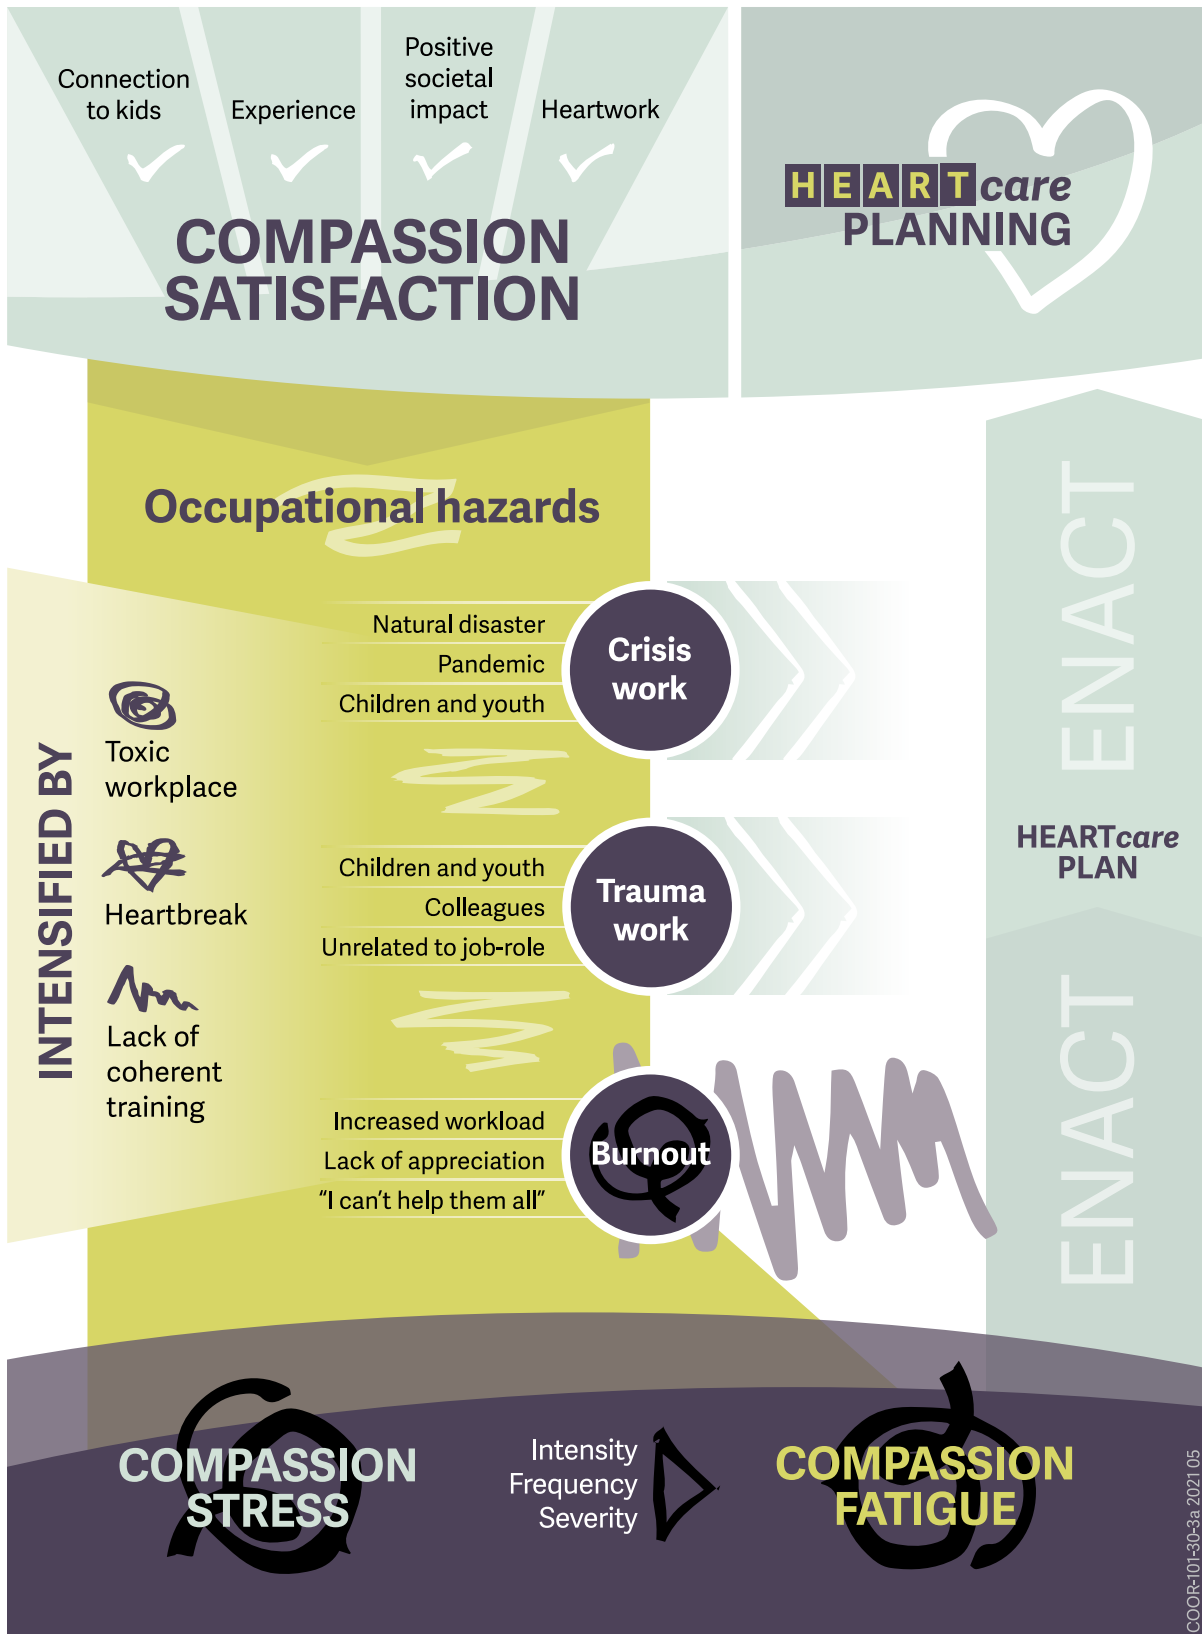 Connection
to kids
Experience
Positive
societal
impact
Heartwork
COMPASSION
SATISFACTION
HEARTcare
PLANNING
Occupational hazards
INTENSIFIED BY
Toxic
workplace
Heartbreak
Lack of
coherent
training
Natural disaster
Pandemic
Children and youth
Crisis
work
Children and youth
Colleagues
Unrelated to job-role
Trauma
work
Increased workload
Lack of appreciation
“I can’t help them all”
Burnout
ENACT
HEARTcare
PLAN
ENACT
COMPASSION
STRESS
Intensity
Frequency
Severity
COMPASSION
FATIGUE
COOR-101-30-3a 2021 05